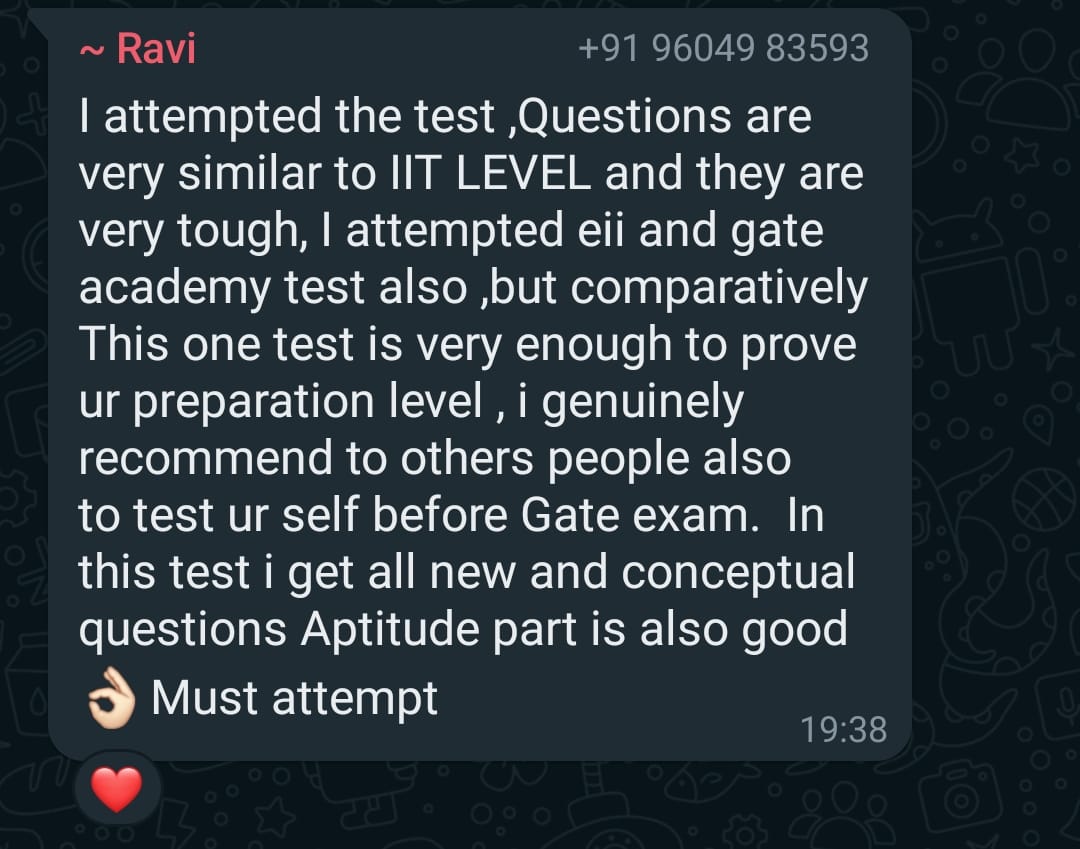 ~ Ravi +91 96049 83593
I attempted the test ,Questions are
very similar to IIT LEVEL and they are
very tough, I attempted eii and gate
academy test also ,but comparatively
This one test is very enough to prove
ur preparation level , i genuinely
recommend to others people also
to test ur self before Gate exam.  In
this test i get all new and conceptual
questions Aptitude part is also good
👌🏻 Must attempt
19:38
❤️